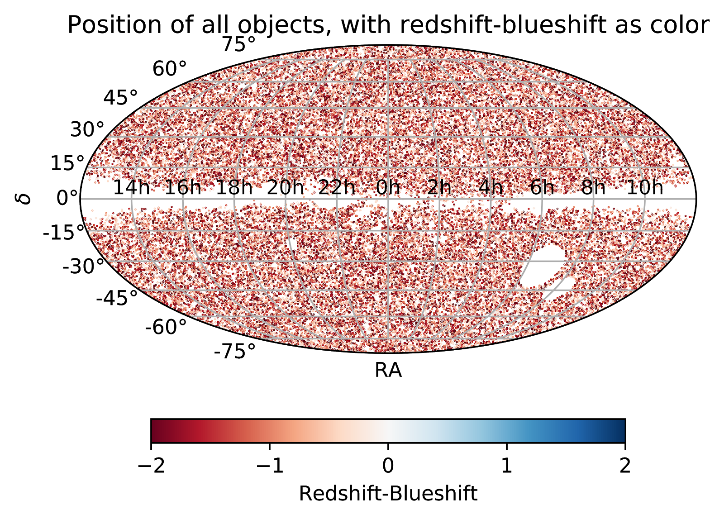 Position of all objects, with redshift-blueshift as color
75°
60°
45°
30°
15°
14h 16h 18h 20h 22h 0h 2h 4h 6h 8h 10h
δ
0°
-15°
-30°
-45°
-60°
-75°
RA
−2 −1 0 1 2
Redshift-Blueshift